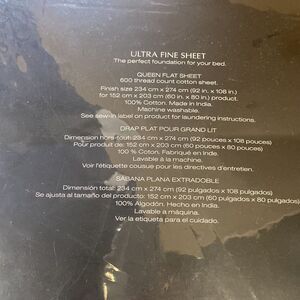 ULTRA FINE SHEET
The perfect foundation for your bed.
QUEEN FLAT SHEET
600 thread count cotton sheet.
Finish size 234 cm x 274 cm (92 in. x 108 in.)
for 152 cm x 203 cm (60 in. x 80 in.) product.
100% Cotton. Made in India.
Machine washable.
See sew-in label on product for laundering instructions.
DRAP PLAT POUR GRAND LIT
Dimension hors-tout: 234 cm x 274 cm (92 pouces x 108 pouces)
Pour produit de: 152 cm x 203 cm (60 pouces x 80 pouces)
100 % Coton. Fabriqué en Inde.
Lavable à la machine.
Voir l'étiquette cousue pour les directives d'entretien.
SÁBANA PLANA EXTRADOBLE
Dimensión total: 234 cm x 274 cm (92 pulgados x 108 pulgados)
Se ajusta al tamaño del producto: 152 cm x 203 cm (60 pulgados x 80 pulgados)
100% Algodón. Hecho en India.
Lavable a máquina.
Ver la etiqueta para el cuidado.